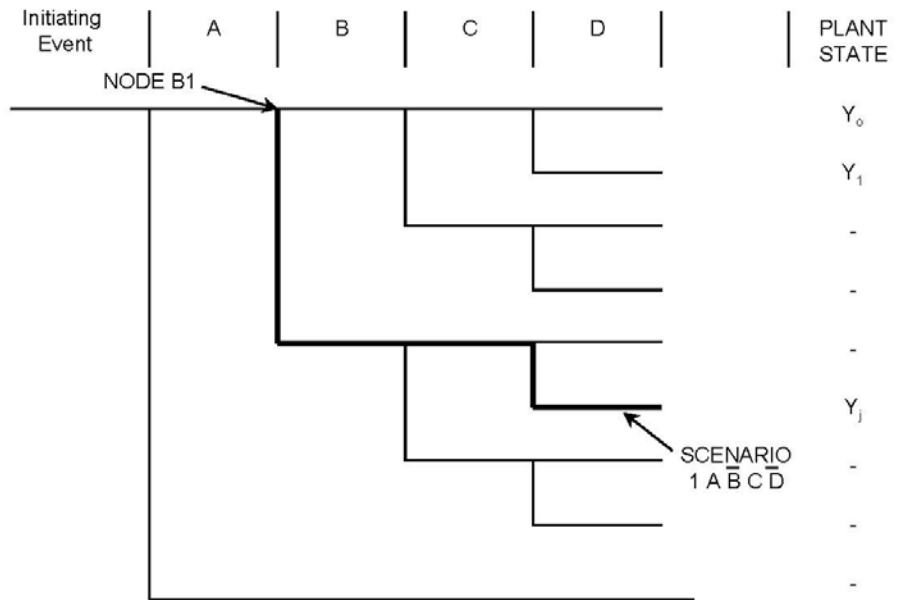 Initiating
Event
A
B
C
D
PLANT
STATE
NODE B1
Yₒ
Y₁
-
-
-
Yⱼ
SCENARIO
1 A B̅ C D̅
-
-
-